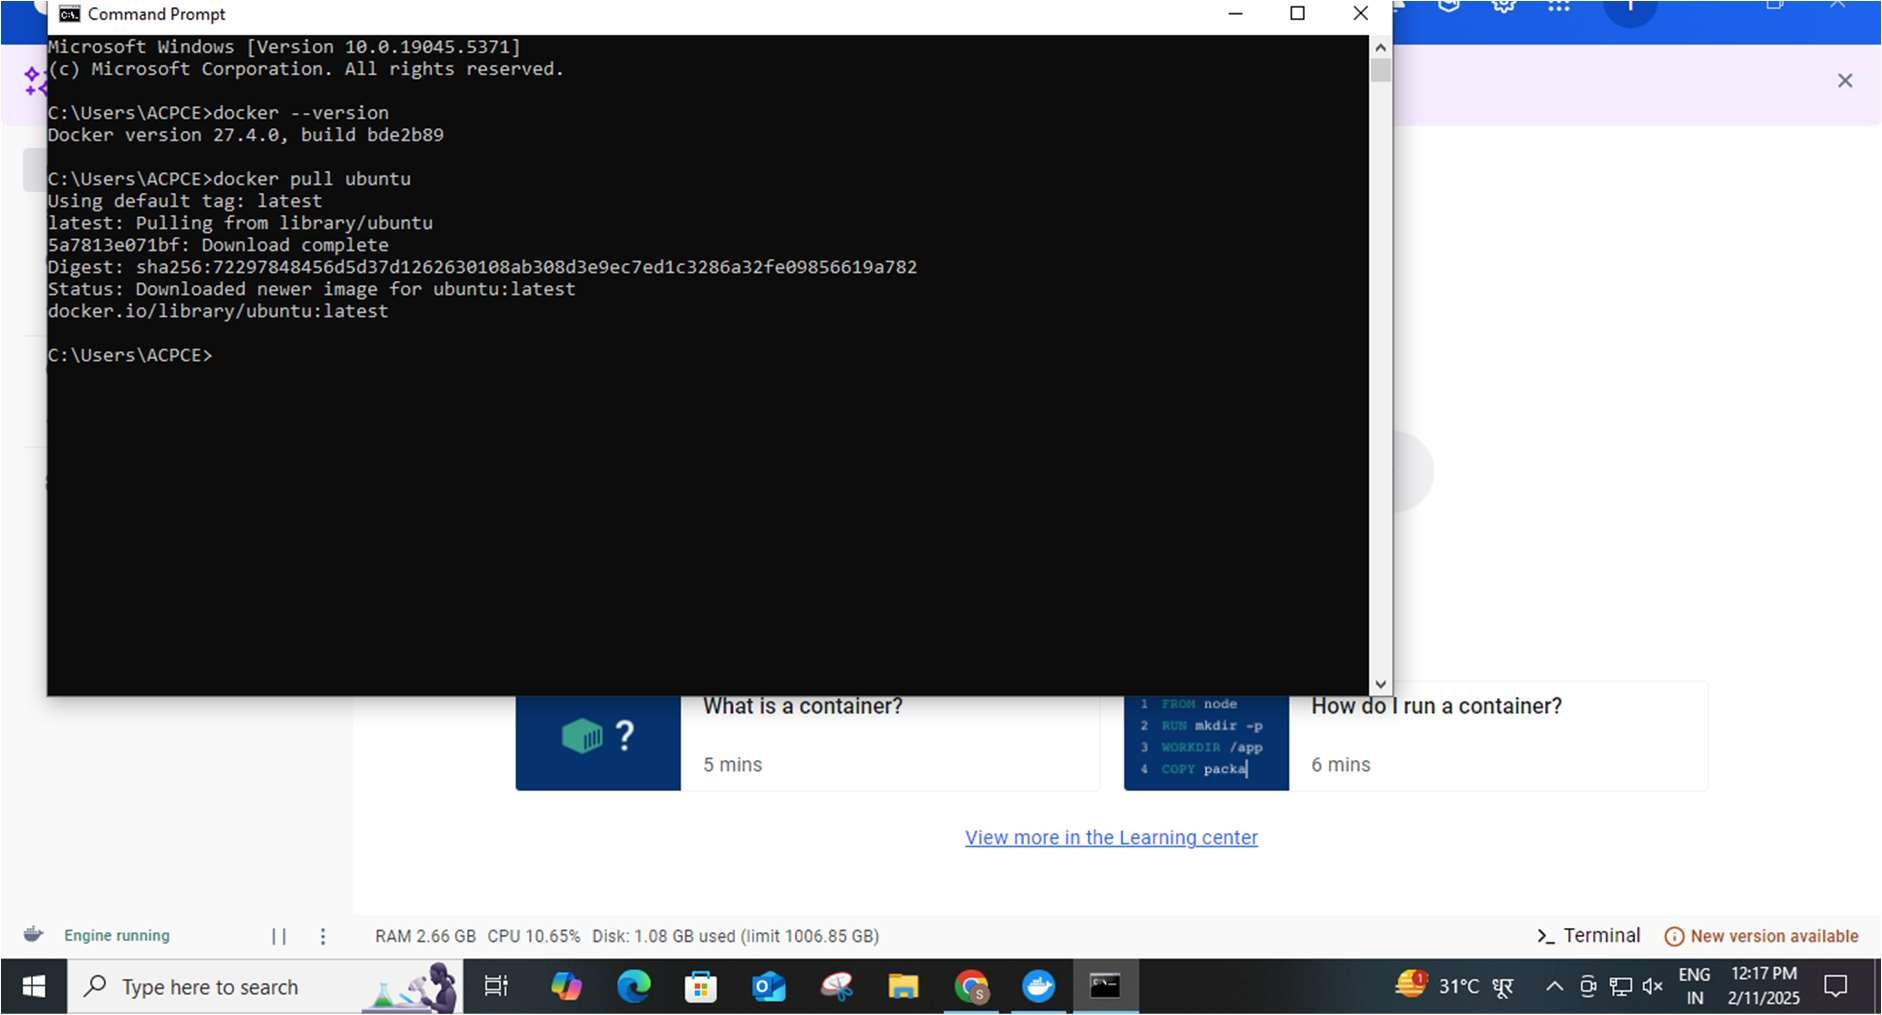 Command Prompt
Microsoft Windows [Version 10.0.19045.5371]
(c) Microsoft Corporation. All rights reserved.
C:\Users\ACPCE>docker --version
Docker version 27.4.0, build bde2b89
C:\Users\ACPCE>docker pull ubuntu
Using default tag: latest
latest: Pulling from library/ubuntu
5a7813e071bf: Download complete
Digest: sha256:72297848456d5d37d1262630108ab308d3e9ec7ed1c3286a32fe09856619a782
Status: Downloaded newer image for ubuntu:latest
docker.io/library/ubuntu:latest
C:\Users\ACPCE>
What is a container?
5 mins
?
1 FROM node
2 RUN mkdir -p
3 WORKDIR /app
4 COPY packa
How do I run a container?
6 mins
View more in the Learning center
Engine running
RAM 2.66 GB CPU 10.65% Disk: 1.08 GB used (limit 1006.85 GB)
>_ Terminal
New version available
Type here to search
S
1
31°C धूर
ENG
IN
12:17 PM
2/11/2025